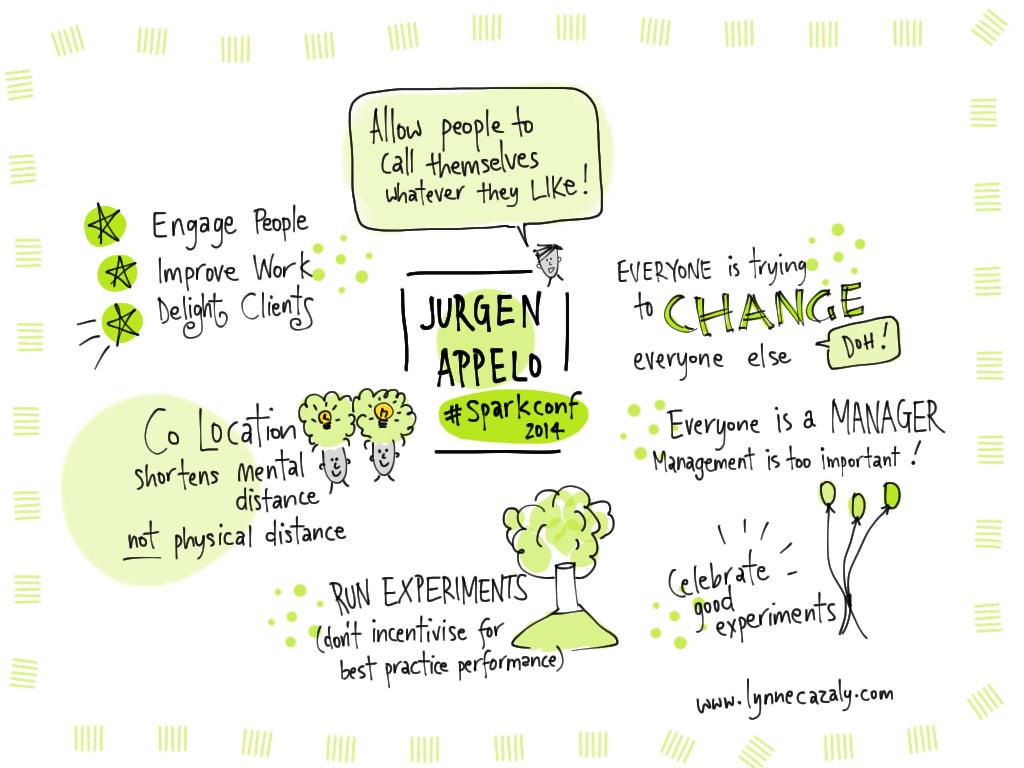 Allow people to
call themselves
whatever they LIKE!
Engage People
Improve Work
Delight Clients
JURGEN
APPELO
#Sparkconf
2014
EVERYONE is trying
to CHANGE
everyone else
DOH!
Co Location
shortens mental
distance
not physical distance
Everyone is a MANAGER
Management is too important!
RUN EXPERIMENTS
(don't incentivise for
best practice performance)
Celebrate
good
experiments
www.lynnecazaly.com